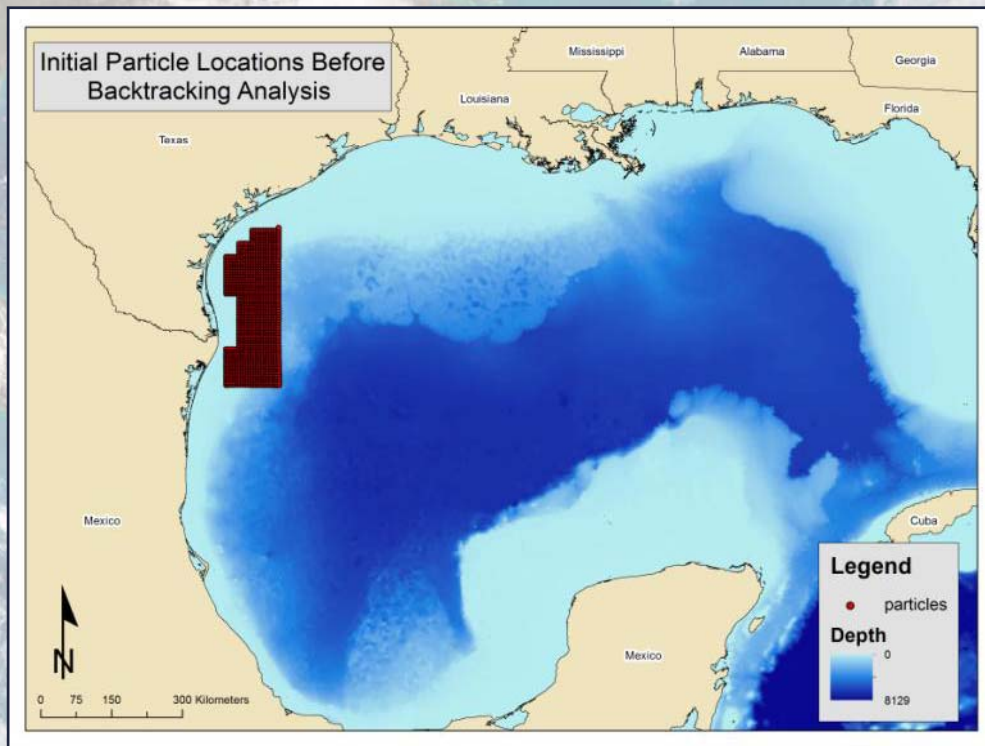 Initial Particle Locations Before
Backtracking Analysis
Mississippi
Alabama
Georgia
Louisiana
Florida
Texas
Mexico
Cuba
Mexico
Legend
particles
Depth
0
8129
N
0 75 150 300 Kilometers